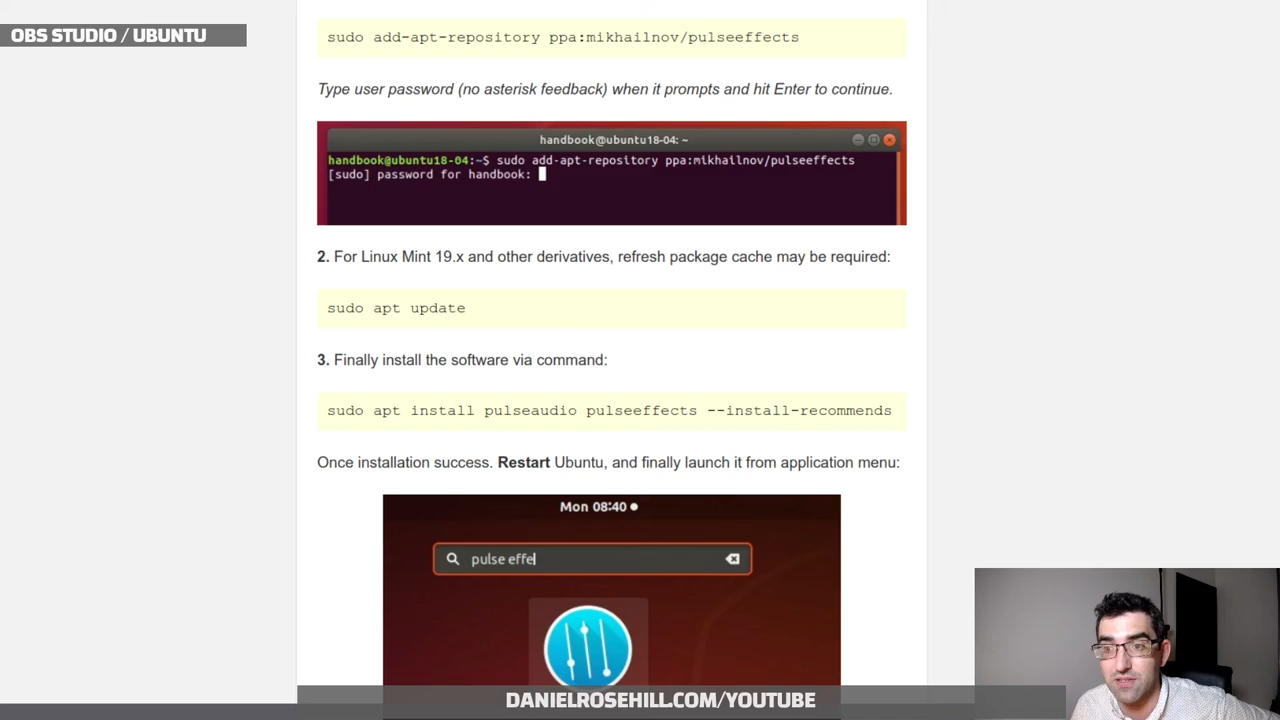 OBS STUDIO / UBUNTU
sudo add-apt-repository ppa:mikhailnov/pulseeffects
Type user password (no asterisk feedback) when it prompts and hit Enter to continue.
handbook@ubuntu18-04: ~
handbook@ubuntu18-04:~$ sudo add-apt-repository ppa:mikhailnov/pulseeffects
[sudo] password for handbook:
2. For Linux Mint 19.x and other derivatives, refresh package cache may be required:
sudo apt update
3. Finally install the software via command:
sudo apt install pulseaudio pulseeffects --install-recommends
Once installation success. Restart Ubuntu, and finally launch it from application menu:
Mon 08:40
pulse effe
DANIELROSEHILL.COM/YOUTUBE